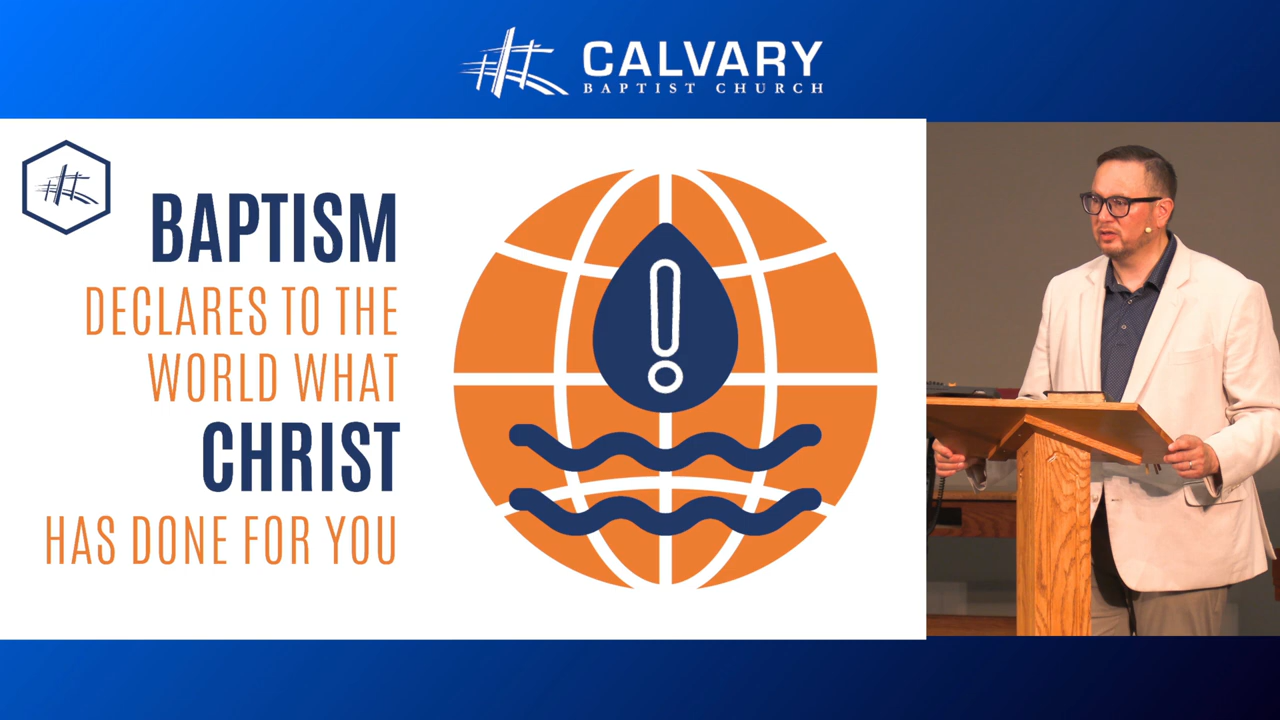 CALVARY
BAPTIST CHURCH
BAPTISM
DECLARES TO THE
WORLD WHAT
CHRIST
HAS DONE FOR YOU